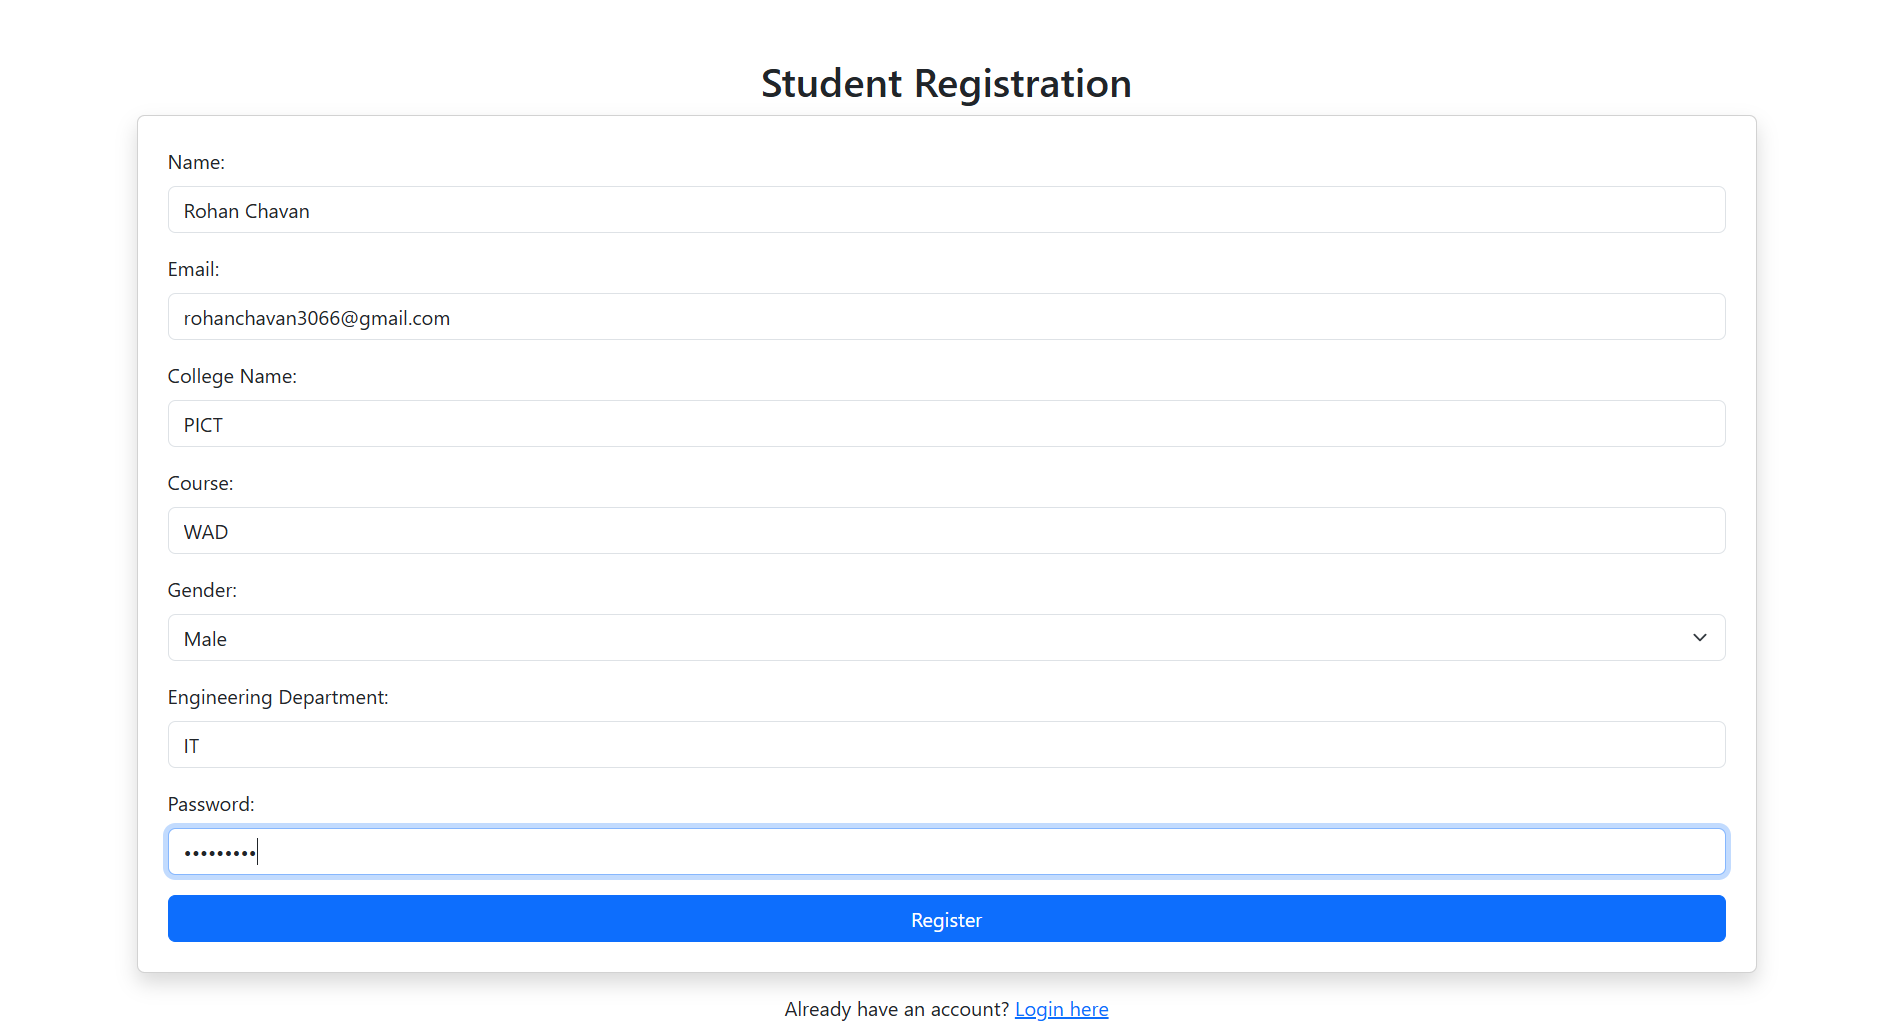 Student Registration
Name:
Rohan Chavan
Email:
rohanchavan3066@gmail.com
College Name:
PICT
Course:
WAD
Gender:
Male
Engineering Department:
IT
Password:
•••••••••
Register
Already have an account? Login here